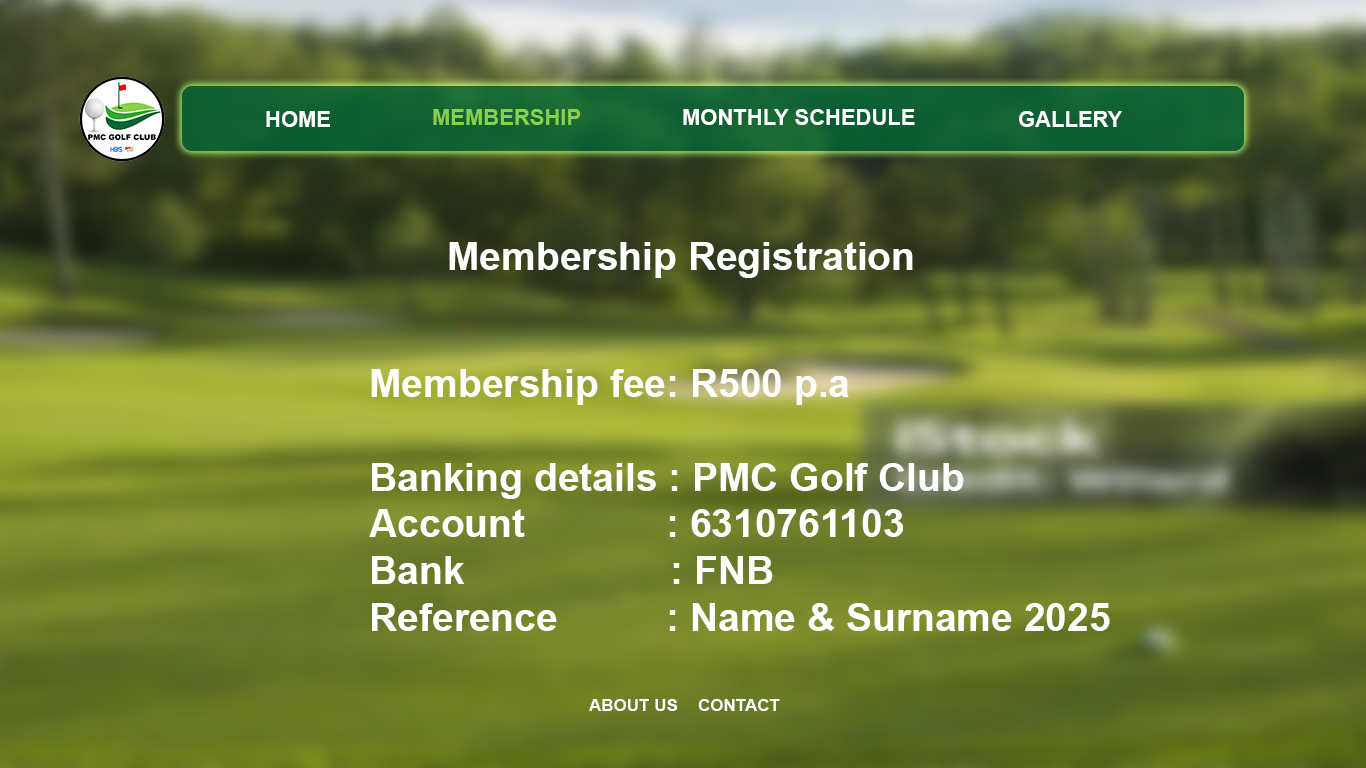 PMC GOLF CLUB
HOME MEMBERSHIP MONTHLY SCHEDULE GALLERY
Membership Registration
Membership fee: R500 p.a
iStock
Banking details : PMC Golf Club
Account : 6310761103
Bank : FNB
Reference : Name & Surname 2025
ABOUT US CONTACT